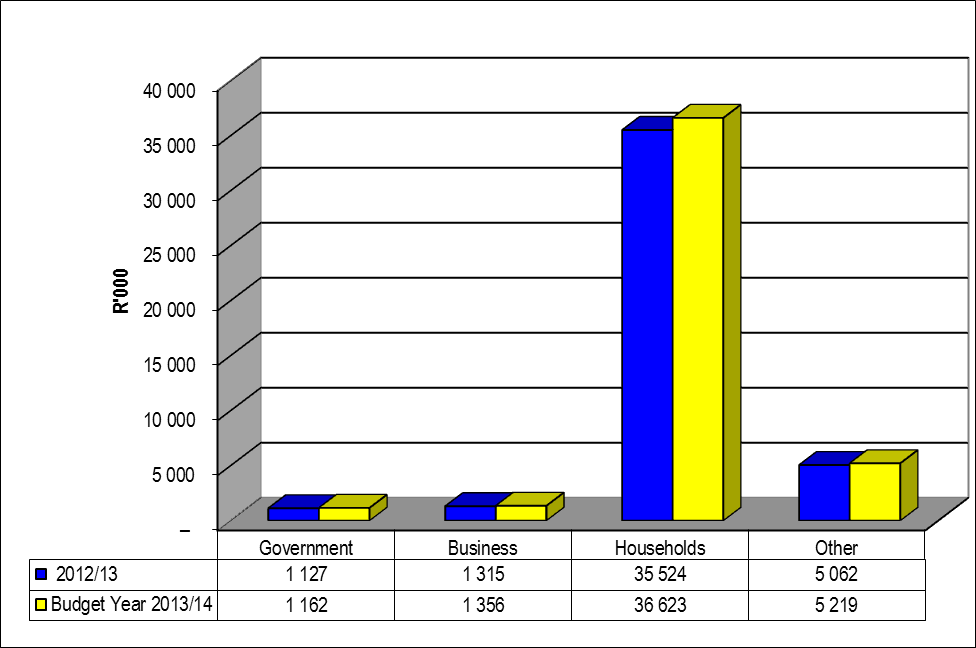 40 000
35 000
30 000
25 000
R'000
20 000
15 000
10 000
5 000
–
Government Business Households Other
2012/13 1 127 1 315 35 524 5 062
Budget Year 2013/14 1 162 1 356 36 623 5 219